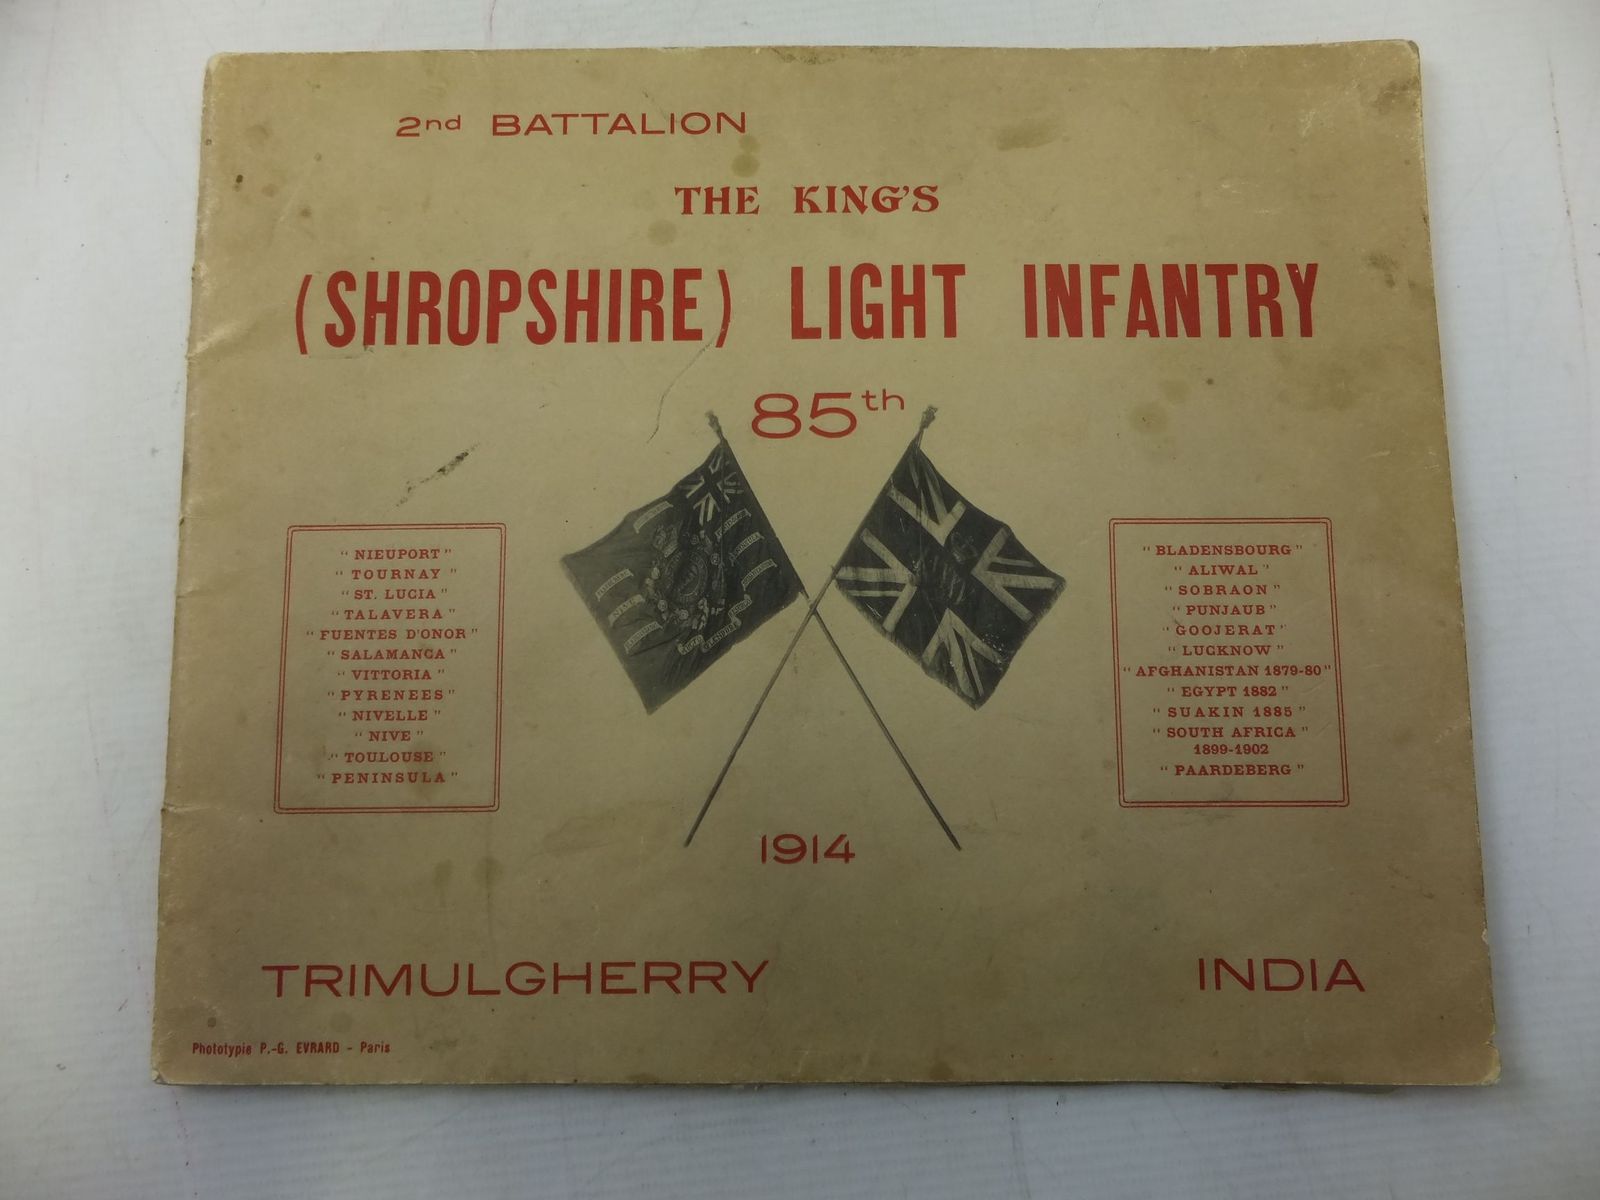 2nd BATTALION
THE KING'S
(SHROPSHIRE) LIGHT INFANTRY
85th
" NIEUPORT "
" TOURNAY "
" ST. LUCIA "
" TALAVERA "
" FUENTES D'ONOR "
" SALAMANCA "
" VITTORIA "
" PYRENEES "
" NIVELLE "
" NIVE "
" TOULOUSE "
" PENINSULA "
" BLADENSBOURG "
" ALIWAL "
" SOBRAON "
" PUNJAUB "
" GOOJERAT "
" LUCKNOW "
" AFGHANISTAN 1879-80 "
" EGYPT 1882 "
" SUAKIN 1885 "
" SOUTH AFRICA "
1899-1902
" PAARDEBERG "
1914
TRIMULGHERRY INDIA
Phototypie P.-G. EVRARD - Paris